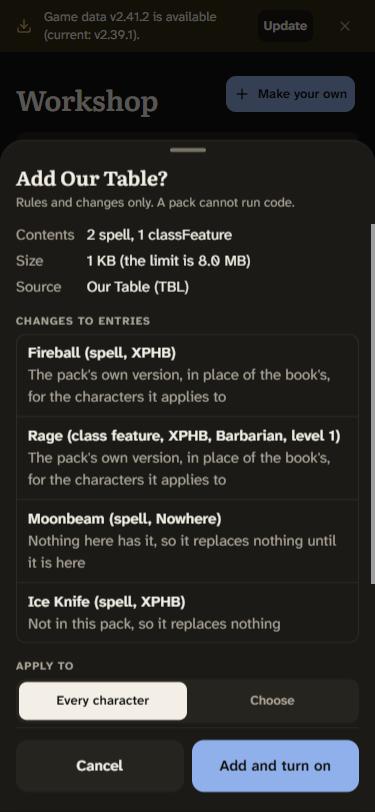 Game data v2.41.2 is available
(current: v2.39.1).
Update
Workshop
Make your own
Add Our Table?
Rules and changes only. A pack cannot run code.
Contents 2 spell, 1 classFeature
Size 1 KB (the limit is 8.0 MB)
Source Our Table (TBL)
CHANGES TO ENTRIES
Fireball (spell, XPHB)
The pack's own version, in place of the book's,
for the characters it applies to
Rage (class feature, XPHB, Barbarian, level 1)
The pack's own version, in place of the book's,
for the characters it applies to
Moonbeam (spell, Nowhere)
Nothing here has it, so it replaces nothing until
it is here
Ice Knife (spell, XPHB)
Not in this pack, so it replaces nothing
APPLY TO
Every character Choose
Cancel Add and turn on